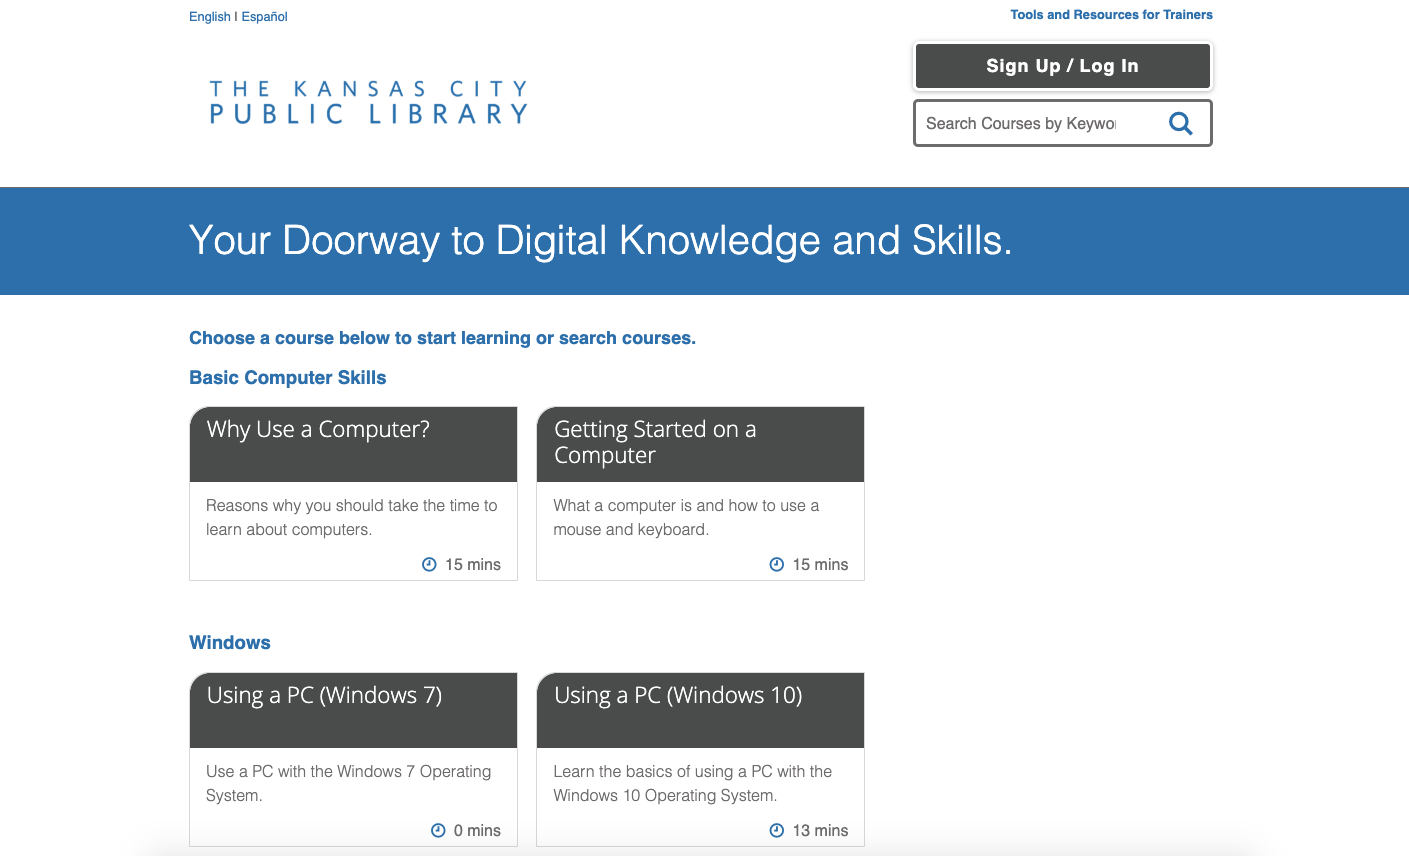 English | Español
Tools and Resources for Trainers
THE KANSAS CITY
PUBLIC LIBRARY
Sign Up / Log In
Search Courses by
Your Doorway to Digital Knowledge and Skills.
Choose a course below to start learning or search courses.
Basic Computer Skills
Why Use a Computer?
Reasons why you should take the time to
learn about computers.
15 mins
Getting Started on a
Computer
What a computer is and how to use a
mouse and keyboard.
15 mins
Windows
Using a PC (Windows 7)
Use a PC with the Windows 7 Operating
System.
0 mins
Using a PC (Windows 10)
Learn the basics of using a PC with the
Windows 10 Operating System.
13 mins